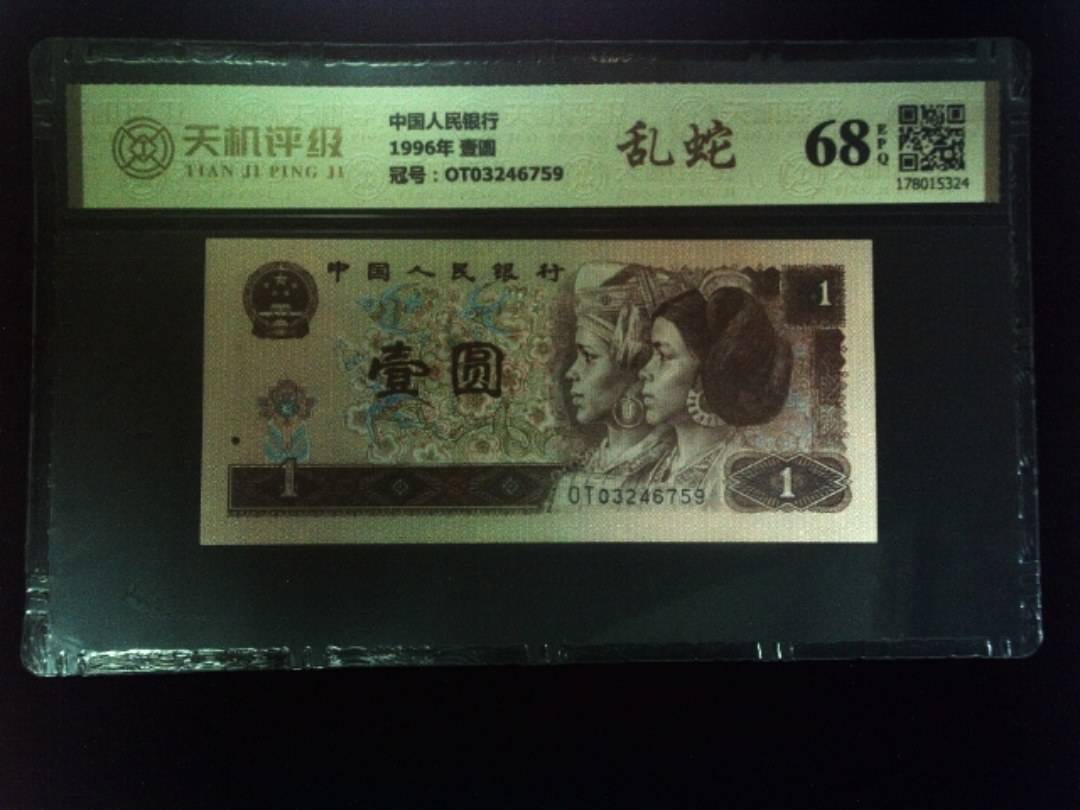 天机评级
TIAN JI PING JI
中国人民银行
1996年 壹圆
冠号：OT03246759
乱蛇
68
EPQ
178015324
中国人民银行
1
壹圆
1
OT03246759
1